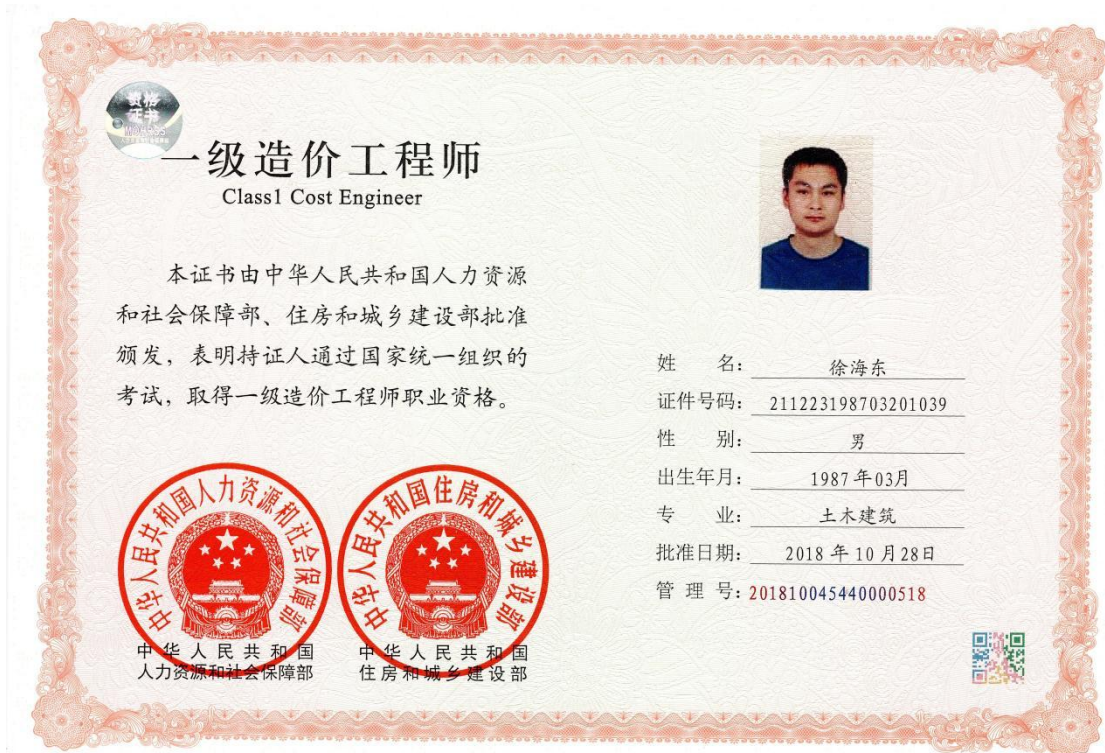 资格
证书
MOHRSS
一级造价工程师
Class1 Cost Engineer
本证书由中华人民共和国人力资源
和社会保障部、住房和城乡建设部批准
颁发，表明持证人通过国家统一组织的
考试，取得一级造价工程师职业资格。
姓 名: 徐海东
证件号码: 211223198703201039
性 别: 男
出生年月: 1987年03月
专 业: 土木建筑
批准日期: 2018年10月28日
管 理 号: 201810045440000518
中华人民共和国人力资源和社会保障部
中华人民共和国住房和城乡建设部
中华人民共和国
人力资源和社会保障部
中华人民共和国
住房和城乡建设部